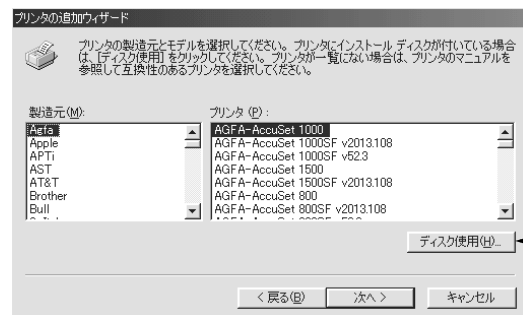 プリンタの追加ウィザード
プリンタの製造元とモデルを選択してください。プリンタにインストール ディスクが付いている場合
は、[ディスク使用] をクリックしてください。プリンタが一覧にない場合は、プリンタのマニュアルを
参照して互換性のあるプリンタを選択してください。
製造元(M):
Agfa
Apple
APTi
AST
AT&T
Brother
Bull
プリンタ (P) :
AGFA-AccuSet 1000
AGFA-AccuSet 1000SF v2013.108
AGFA-AccuSet 1000SF v52.3
AGFA-AccuSet 1500
AGFA-AccuSet 1500SF v2013.108
AGFA-AccuSet 800
AGFA-AccuSet 800SF v2013.108
ディスク使用(H)...
< 戻る(B)
次へ >
キャンセル